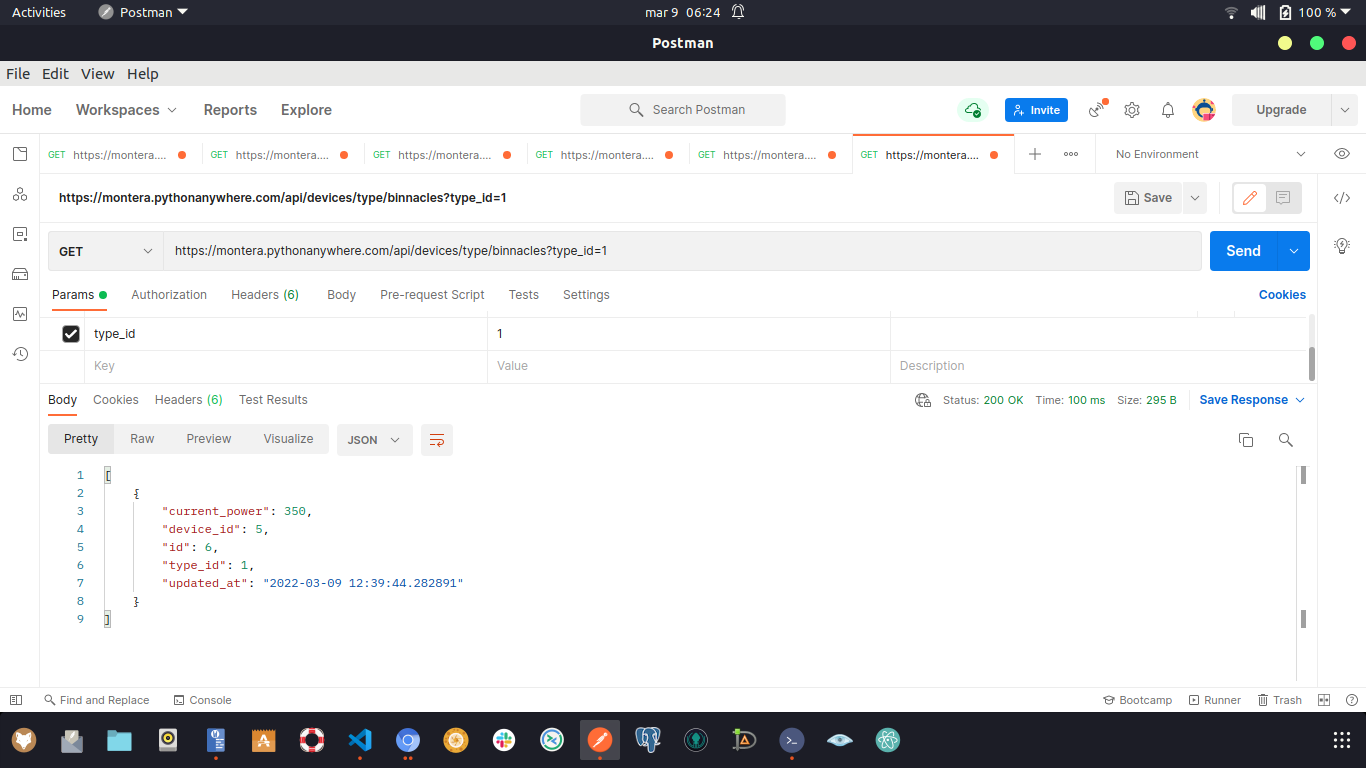 Activities Postman mar 9 06:24 100 %
Postman
File Edit View Help
Home Workspaces Reports Explore Search Postman Invite Upgrade
GET https://montera.... GET https://montera.... GET https://montera.... GET https://montera.... GET https://montera.... GET https://montera.... No Environment
https://montera.pythonanywhere.com/api/devices/type/binnacles?type_id=1 Save
GET https://montera.pythonanywhere.com/api/devices/type/binnacles?type_id=1 Send
Params Authorization Headers (6) Body Pre-request Script Tests Settings Cookies
type_id 1
Key Value Description
Body Cookies Headers (6) Test Results Status: 200 OK Time: 100 ms Size: 295 B Save Response
Pretty Raw Preview Visualize JSON
1 [
2 {
3 "current_power": 350,
4 "device_id": 5,
5 "id": 6,
6 "type_id": 1,
7 "updated_at": "2022-03-09 12:39:44.282891"
8 }
9 ]
Find and Replace Console Bootcamp Runner Trash